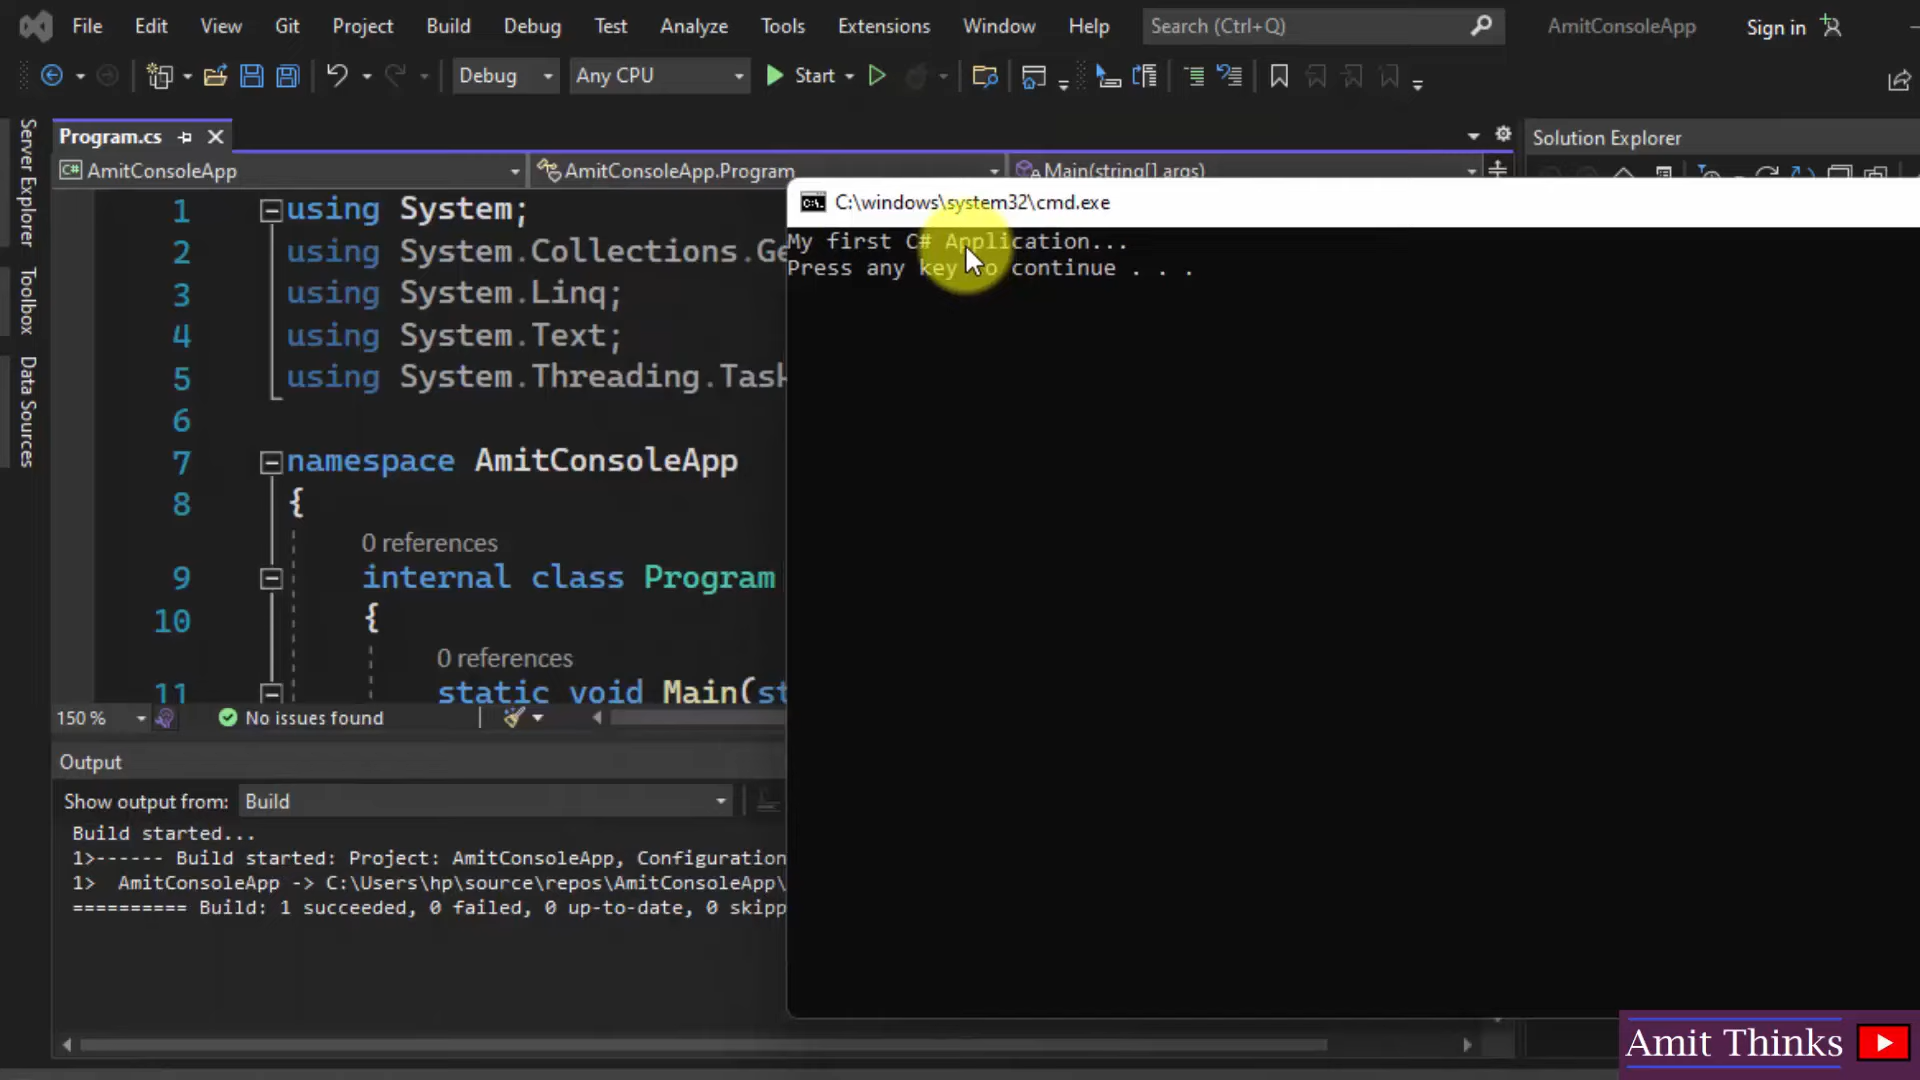 File Edit View Git Project Build Debug Test Analyze Tools Extensions Window Help Search (Ctrl+Q) AmitConsoleApp Sign in
Debug Any CPU Start
Server Explorer
Toolbox
Data Sources
Program.cs
C# AmitConsoleApp AmitConsoleApp.Program Main(string[] args)
Solution Explorer
1 using System;
2 using System.Collections.Ge
3 using System.Linq;
4 using System.Text;
5 using System.Threading.Task
6
7 namespace AmitConsoleApp
8 {
0 references
9 internal class Program
10 {
0 references
11 static void Main(st
150 % No issues found
C:\windows\system32\cmd.exe
My first C# Application...
Press any key to continue . . .
Output
Show output from: Build
Build started...
1>------ Build started: Project: AmitConsoleApp, Configuration
1>  AmitConsoleApp -> C:\Users\hp\source\repos\AmitConsoleApp\
========== Build: 1 succeeded, 0 failed, 0 up-to-date, 0 skipp
Amit Thinks